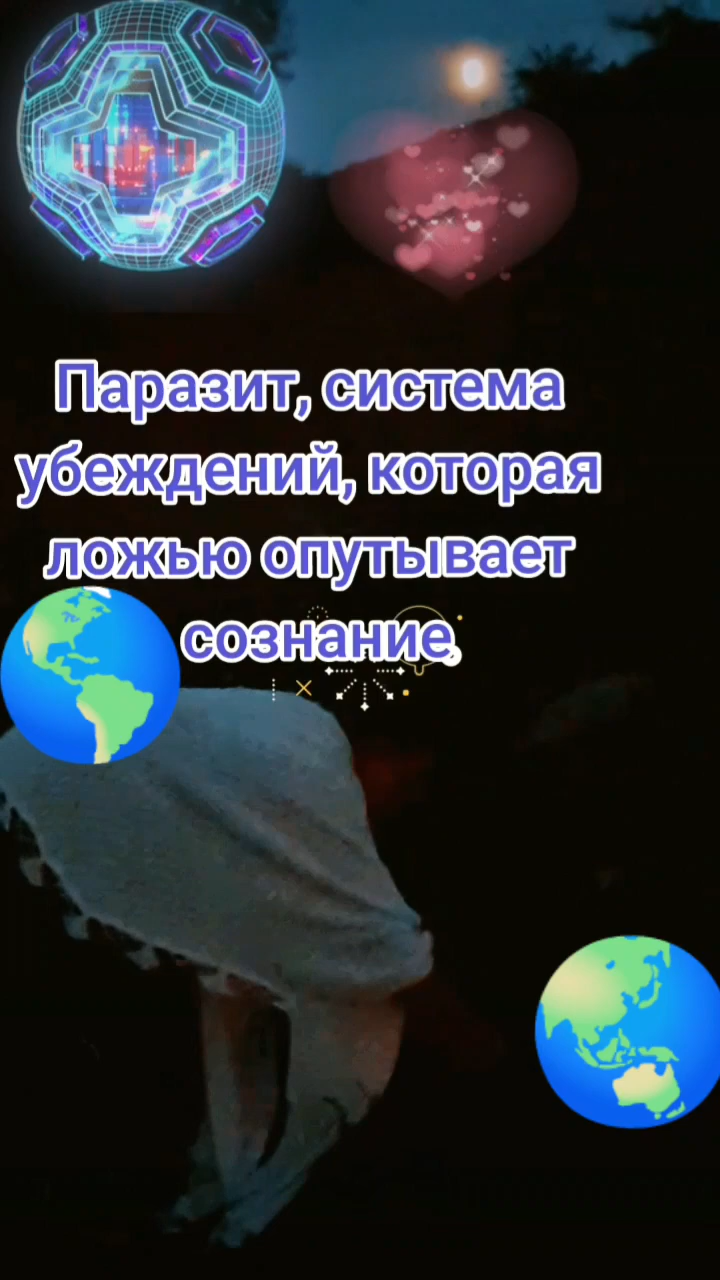 Паразит, система
убеждений, которая
ложью опутывает
сознание,